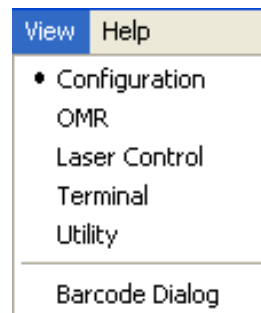 View Help
Configuration
OMR
Laser Control
Terminal
Utility
Barcode Dialog